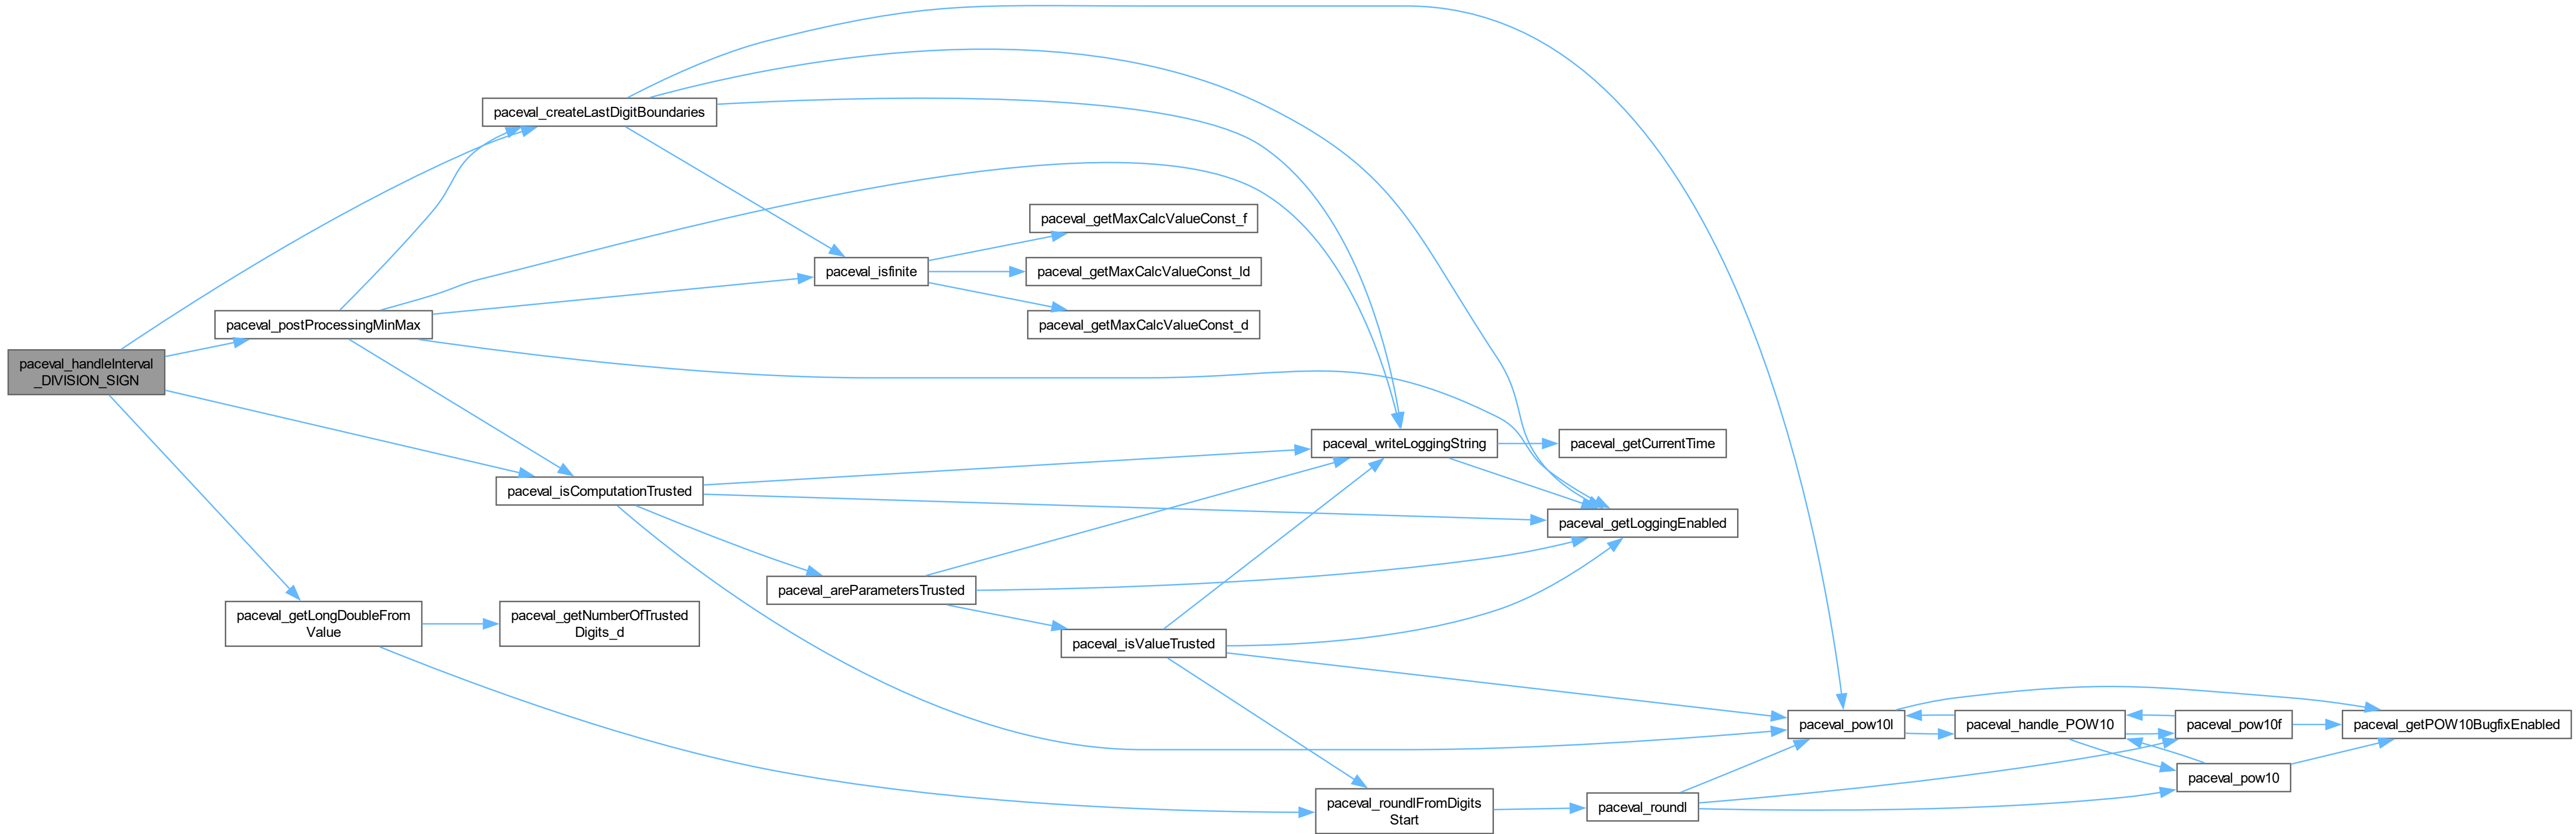 paceval_createLastDigitBoundaries
paceval_getMaxCalcValueConst_f
paceval_isfinite
paceval_getMaxCalcValueConst_ld
paceval_postProcessingMinMax
paceval_getMaxCalcValueConst_d
paceval_handleInterval
_DIVISION_SIGN
paceval_writeLoggingString
paceval_getCurrentTime
paceval_isComputationTrusted
paceval_getLoggingEnabled
paceval_areParametersTrusted
paceval_getLongDoubleFrom
Value
paceval_getNumberOfTrusted
Digits_d
paceval_isValueTrusted
paceval_pow10l
paceval_handle_POW10
paceval_pow10f
paceval_getPOW10BugfixEnabled
paceval_pow10
paceval_roundlFromDigits
Start
paceval_roundl